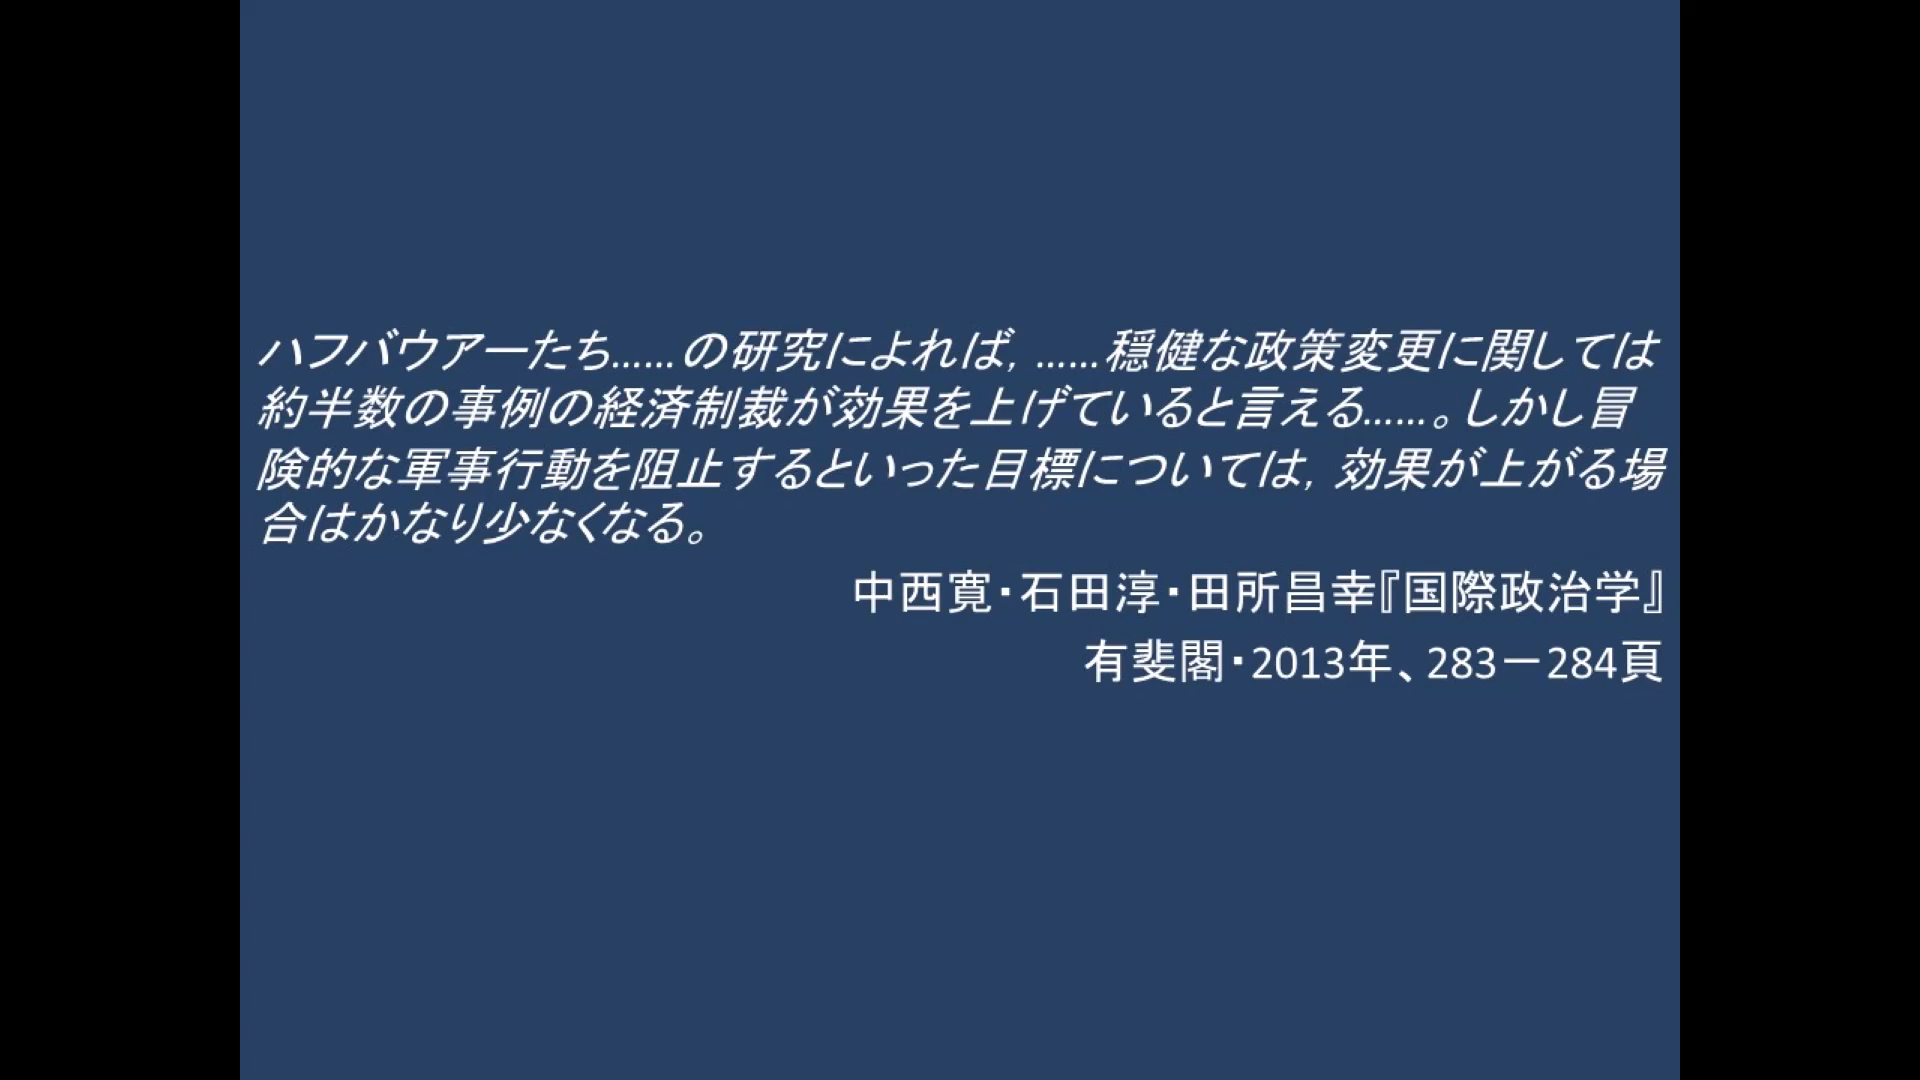 ハフバウアーたち……の研究によれば，……穏健な政策変更に関しては
約半数の事例の経済制裁が効果を上げていると言える……。しかし冒
険的な軍事行動を阻止するといった目標については，効果が上がる場
合はかなり少なくなる。
中西寛・石田淳・田所昌幸『国際政治学』
有斐閣・2013年、283－284頁